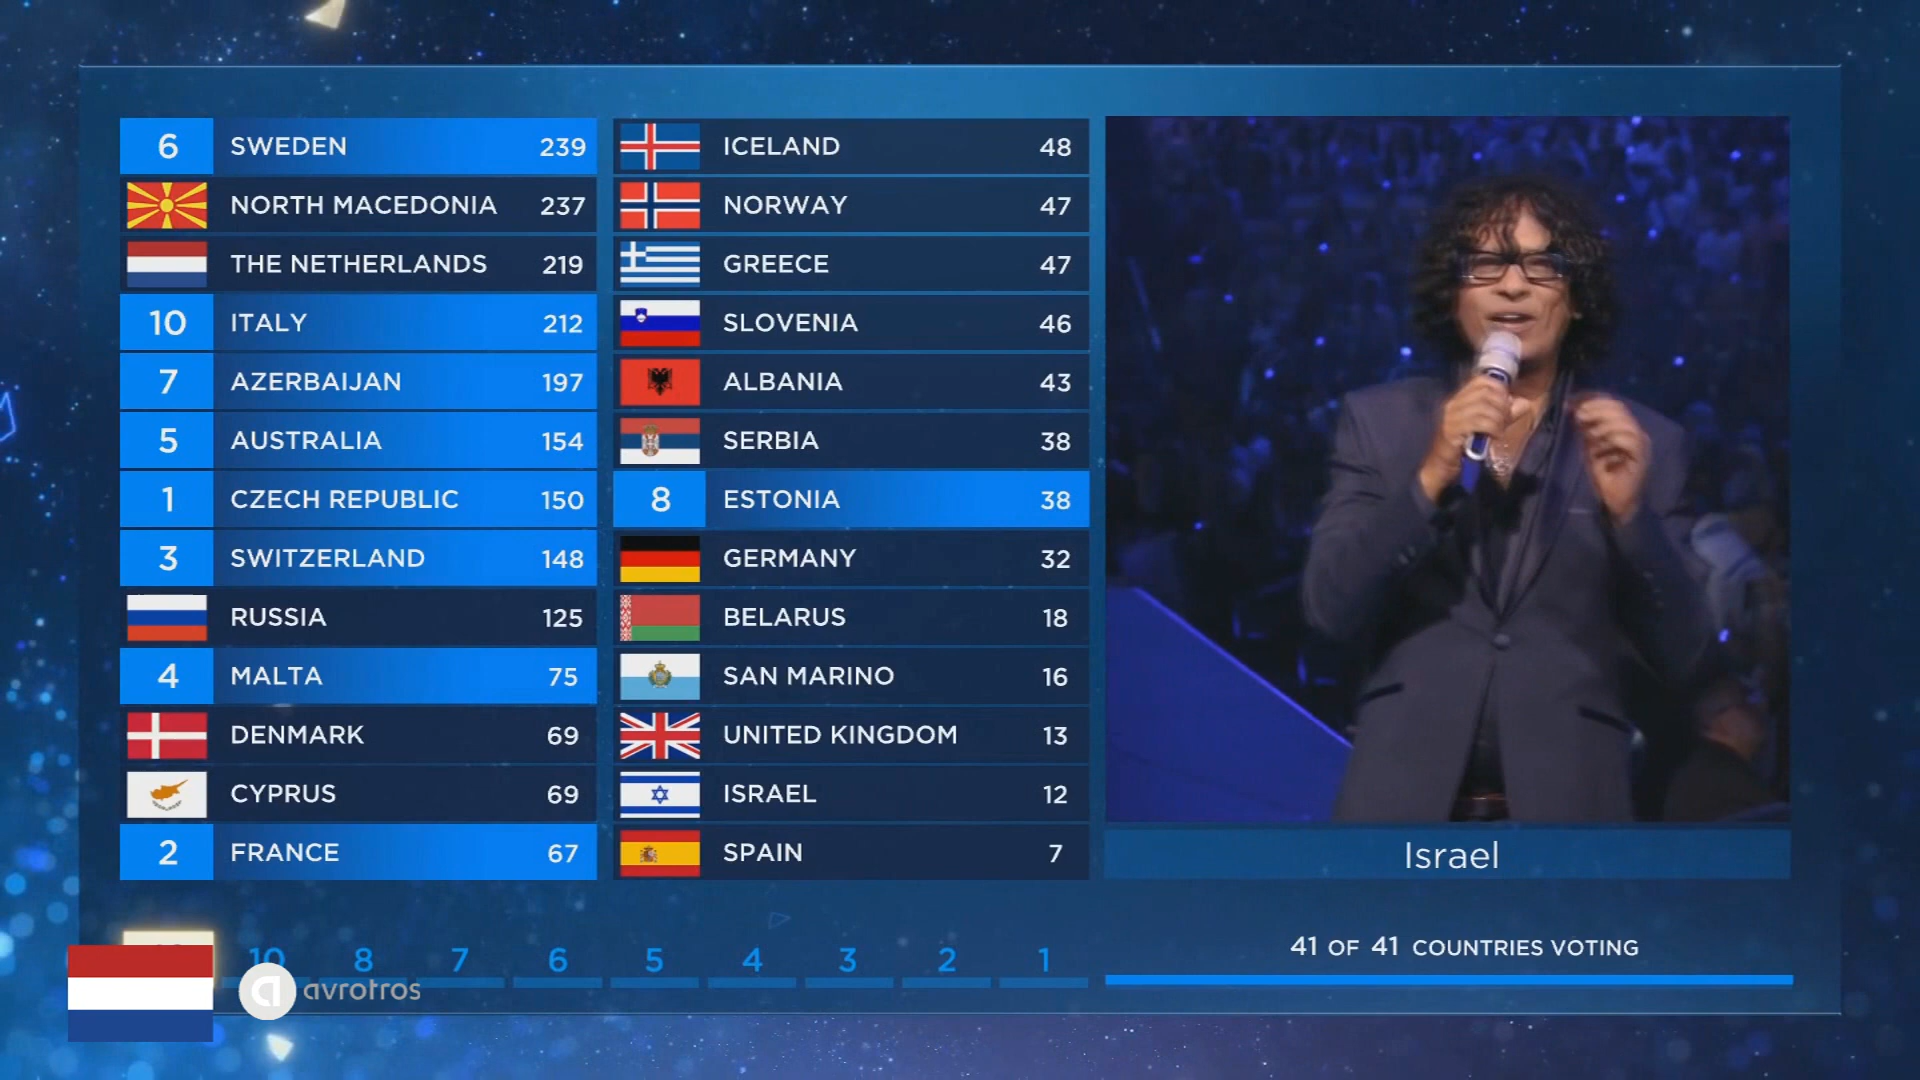 6 SWEDEN 239
NORTH MACEDONIA 237
THE NETHERLANDS 219
10 ITALY 212
7 AZERBAIJAN 197
5 AUSTRALIA 154
1 CZECH REPUBLIC 150
3 SWITZERLAND 148
RUSSIA 125
4 MALTA 75
DENMARK 69
CYPRUS 69
2 FRANCE 67
ICELAND 48
NORWAY 47
GREECE 47
SLOVENIA 46
ALBANIA 43
SERBIA 38
8 ESTONIA 38
GERMANY 32
BELARUS 18
SAN MARINO 16
UNITED KINGDOM 13
ISRAEL 12
SPAIN 7
Israel
10 8 7 6 5 4 3 2 1
41 OF 41 COUNTRIES VOTING
avrotros